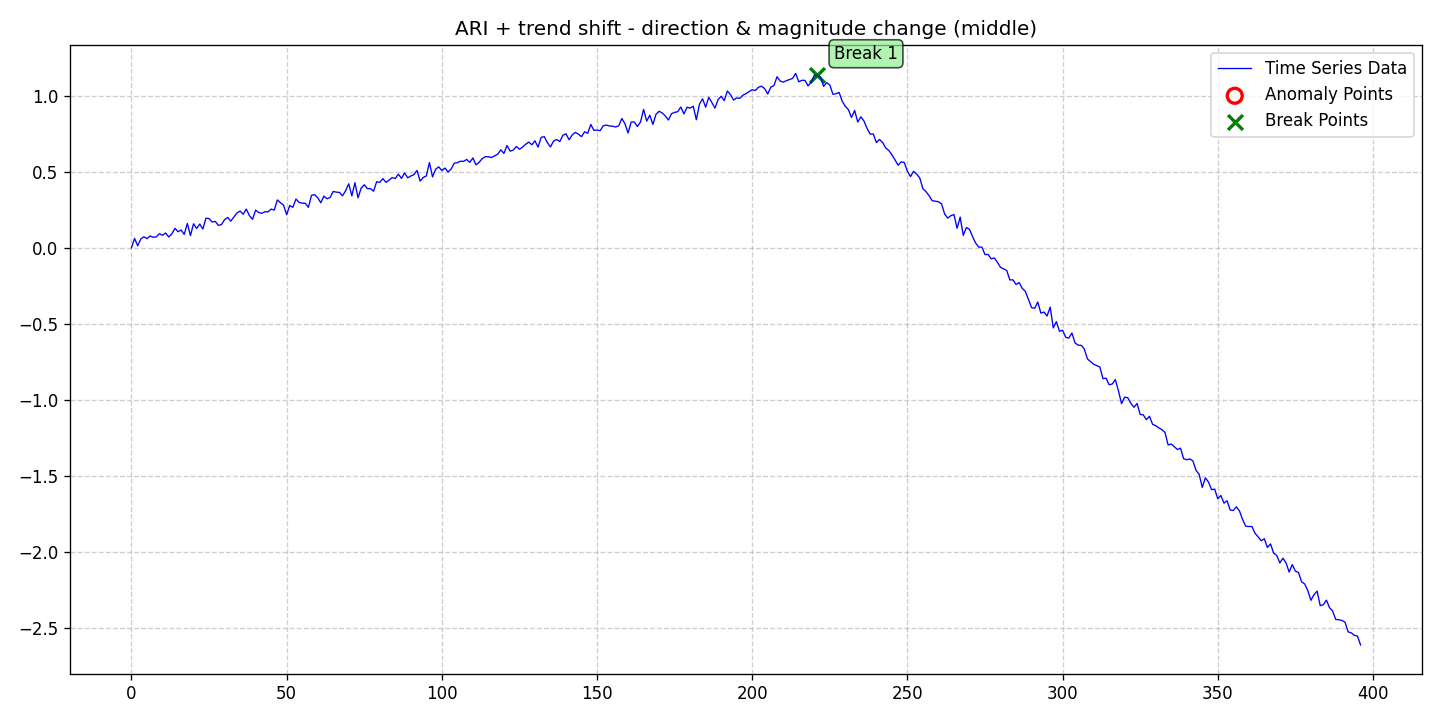 ARI + trend shift - direction & magnitude change (middle)
Break 1
Time Series Data
Anomaly Points
Break Points
1.0
0.5
0.0
−0.5
−1.0
−1.5
−2.0
−2.5
0 50 100 150 200 250 300 350 400